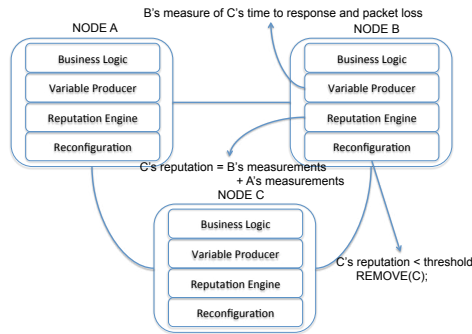 B's measure of C's time to response and packet loss
NODE A
NODE B
Business Logic
Variable Producer
Reputation Engine
Reconfiguration
Business Logic
Variable Producer
Reputation Engine
Reconfiguration
C's reputation = B's measurements
+ A's measurements
NODE C
Business Logic
Variable Producer
Reputation Engine
Reconfiguration
C's reputation < threshold
REMOVE(C);